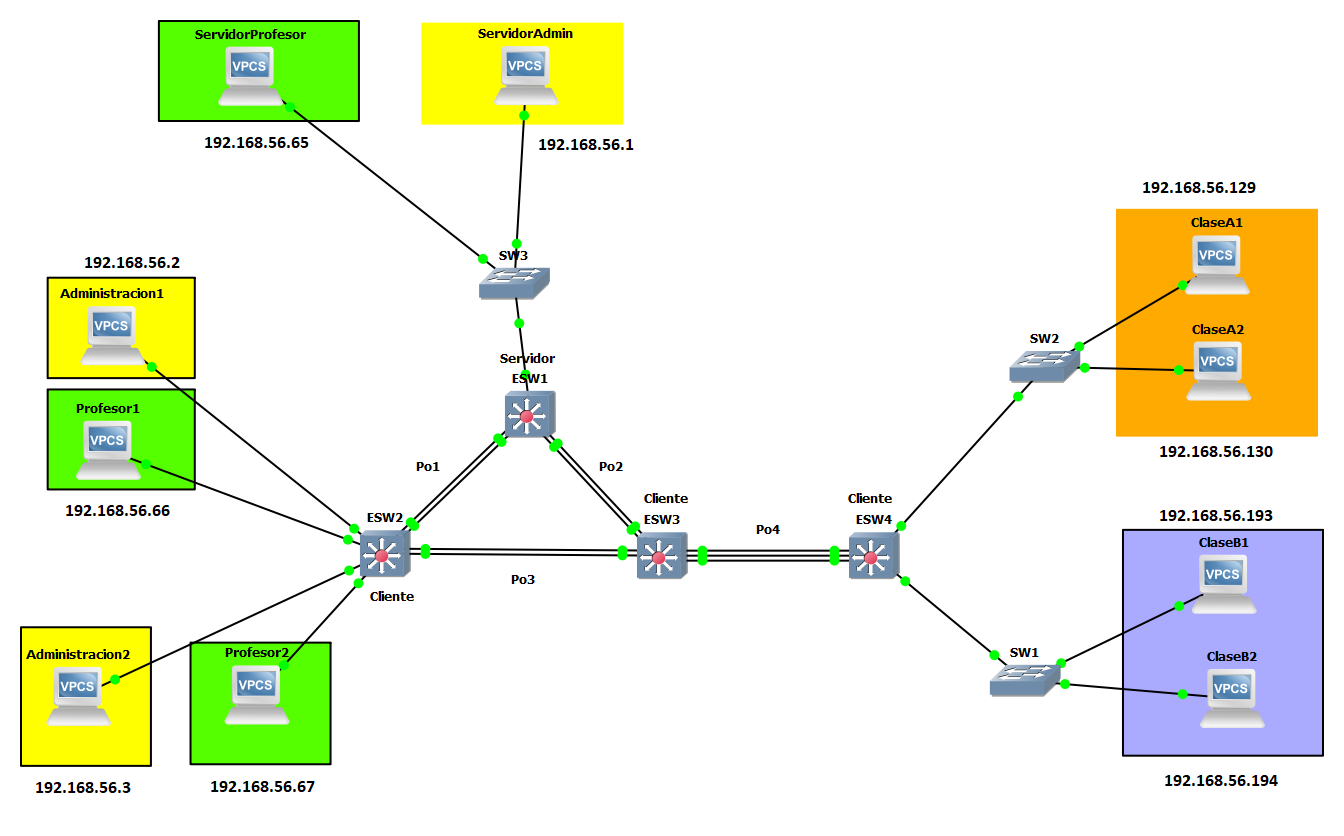 ServidorProfesor
VPCS
192.168.56.65
ServidorAdmin
VPCS
192.168.56.1
SW3
192.168.56.2
Administracion1
VPCS
Profesor1
VPCS
192.168.56.66
Servidor
ESW1
Po1
Po2
ESW2
Cliente
Po3
Cliente
ESW3
Po4
Cliente
ESW4
Administracion2
VPCS
192.168.56.3
Profesor2
VPCS
192.168.56.67
192.168.56.129
ClaseA1
VPCS
SW2
ClaseA2
VPCS
192.168.56.130
192.168.56.193
ClaseB1
VPCS
SW1
ClaseB2
VPCS
192.168.56.194